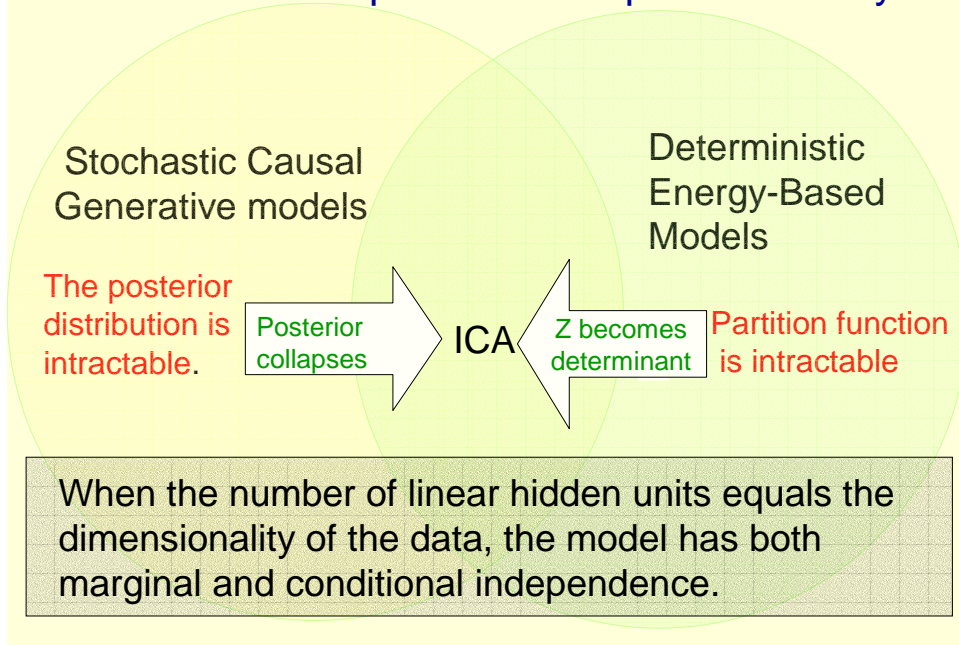 Stochastic Causal
Generative models
Deterministic
Energy-Based
Models
The posterior
distribution is
intractable.
Posterior
collapses
ICA
Z becomes
determinant
Partition function
is intractable
When the number of linear hidden units equals the
dimensionality of the data, the model has both
marginal and conditional independence.